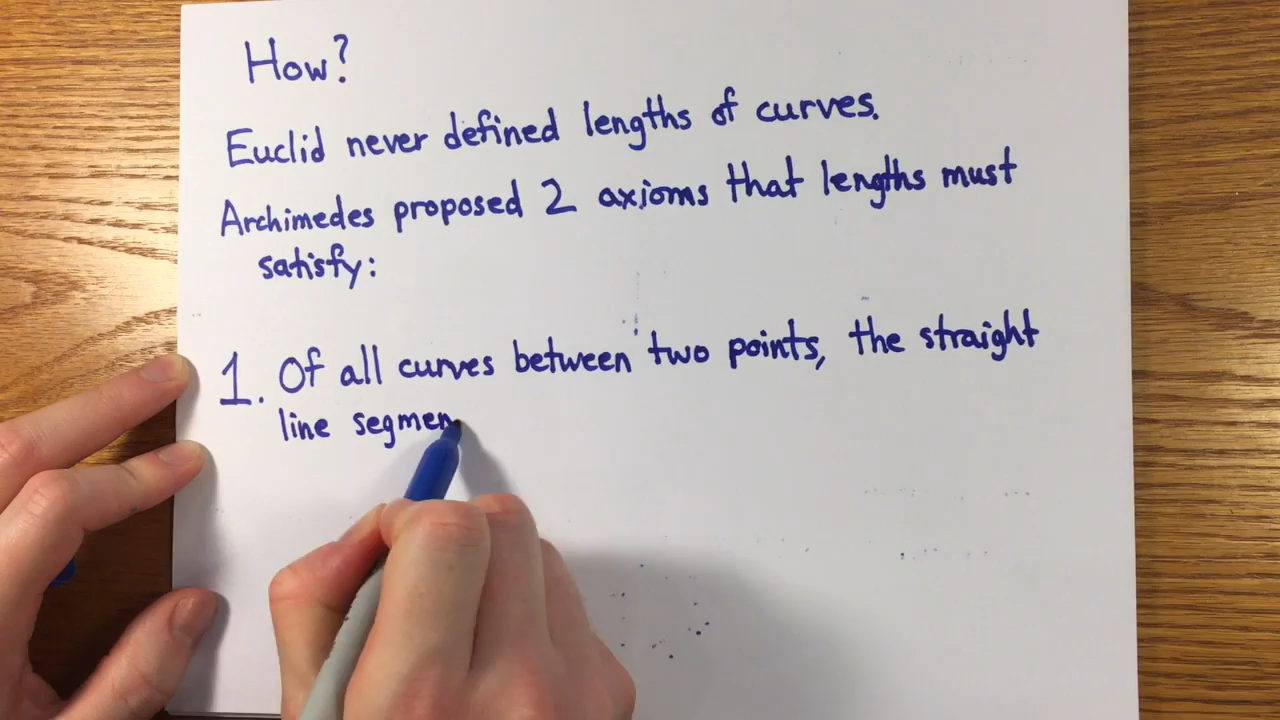 How?
Euclid never defined lengths of curves.
Archimedes proposed 2 axioms that lengths must
satisfy:
1. Of all curves between two points, the straight
line segmen